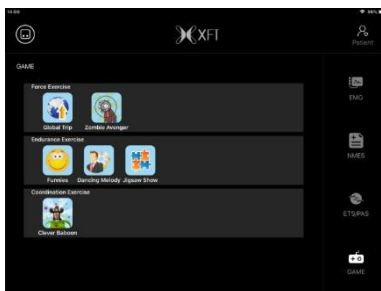 XFT
Patient
GAME
Force Exercise
Global Trip Zombie Avenger
Endurance Exercise
Funnies Dancing Melody Jigsaw Show
Coordination Exercise
Clever Baboon
EMG
NMES
ETS/PAS
GAME